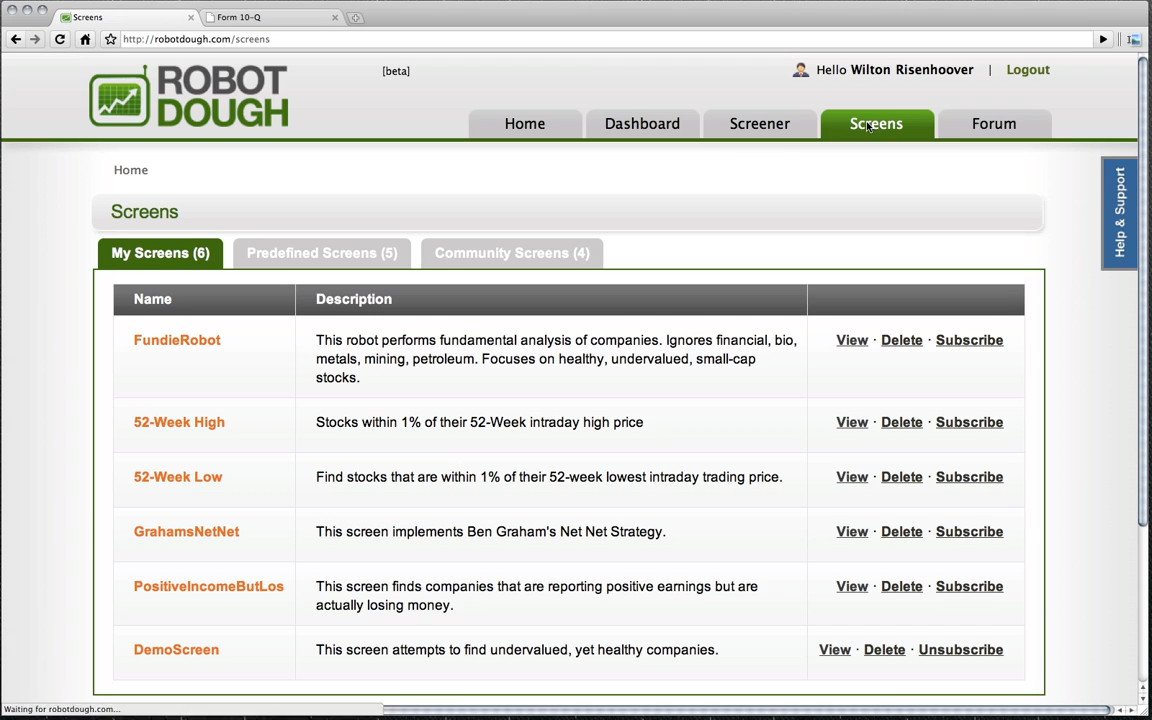 Screens
Form 10-Q
http://robotdough.com/screens
ROBOT
DOUGH
[beta]
Hello Wilton Risenhoover | Logout
Home
Dashboard
Screener
Screens
Forum
Help & Support
Home
Screens
My Screens (6)
Predefined Screens (5)
Community Screens (4)
Name
Description
FundieRobot
This robot performs fundamental analysis of companies. Ignores financial, bio,
metals, mining, petroleum. Focuses on healthy, undervalued, small-cap
stocks.
View · Delete · Subscribe
52-Week High
Stocks within 1% of their 52-Week intraday high price
View · Delete · Subscribe
52-Week Low
Find stocks that are within 1% of their 52-week lowest intraday trading price.
View · Delete · Subscribe
GrahamsNetNet
This screen implements Ben Graham's Net Net Strategy.
View · Delete · Subscribe
PositiveIncomeButLos
This screen finds companies that are reporting positive earnings but are
actually losing money.
View · Delete · Subscribe
DemoScreen
This screen attempts to find undervalued, yet healthy companies.
View · Delete · Unsubscribe
Waiting for robotdough.com...